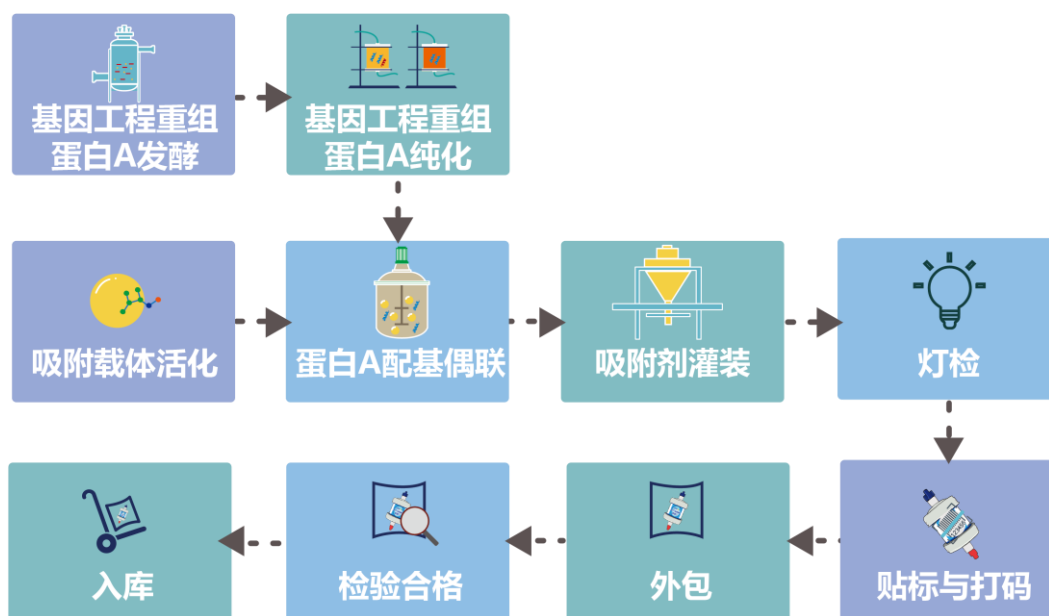 基因工程重组
蛋白A发酵
基因工程重组
蛋白A纯化
吸附载体活化
蛋白A配基偶联
吸附剂灌装
灯检
入库
检验合格
外包
贴标与打码